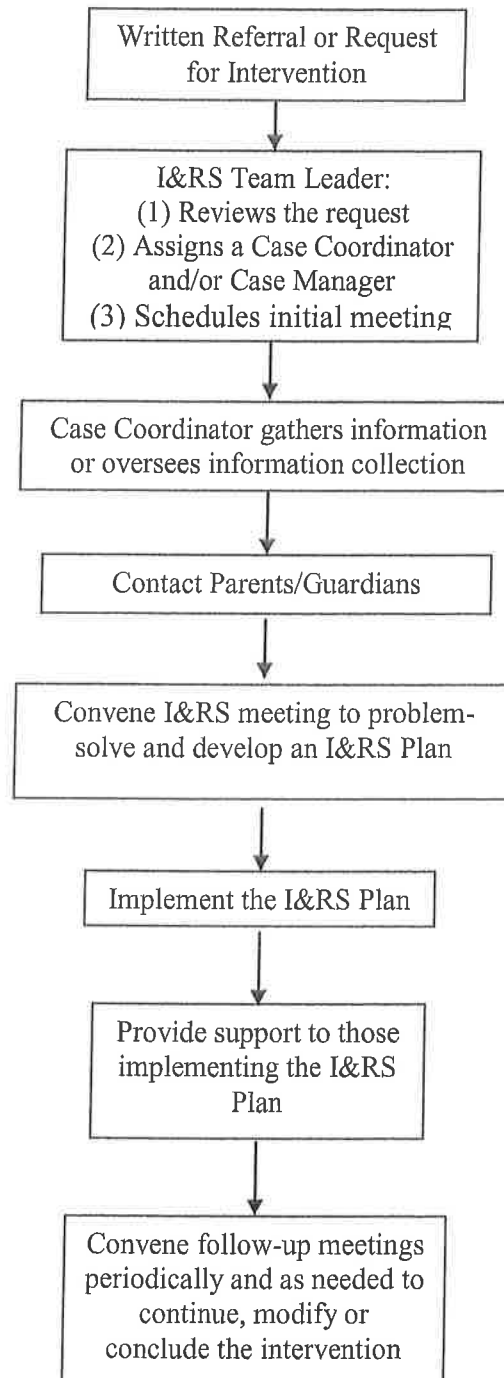 Written Referral or Request
for Intervention
I&RS Team Leader:
(1) Reviews the request
(2) Assigns a Case Coordinator
and/or Case Manager
(3) Schedules initial meeting
Case Coordinator gathers information
or oversees information collection
Contact Parents/Guardians
Convene I&RS meeting to problem-
solve and develop an I&RS Plan
Implement the I&RS Plan
Provide support to those
implementing the I&RS
Plan
Convene follow-up meetings
periodically and as needed to
continue, modify or
conclude the intervention